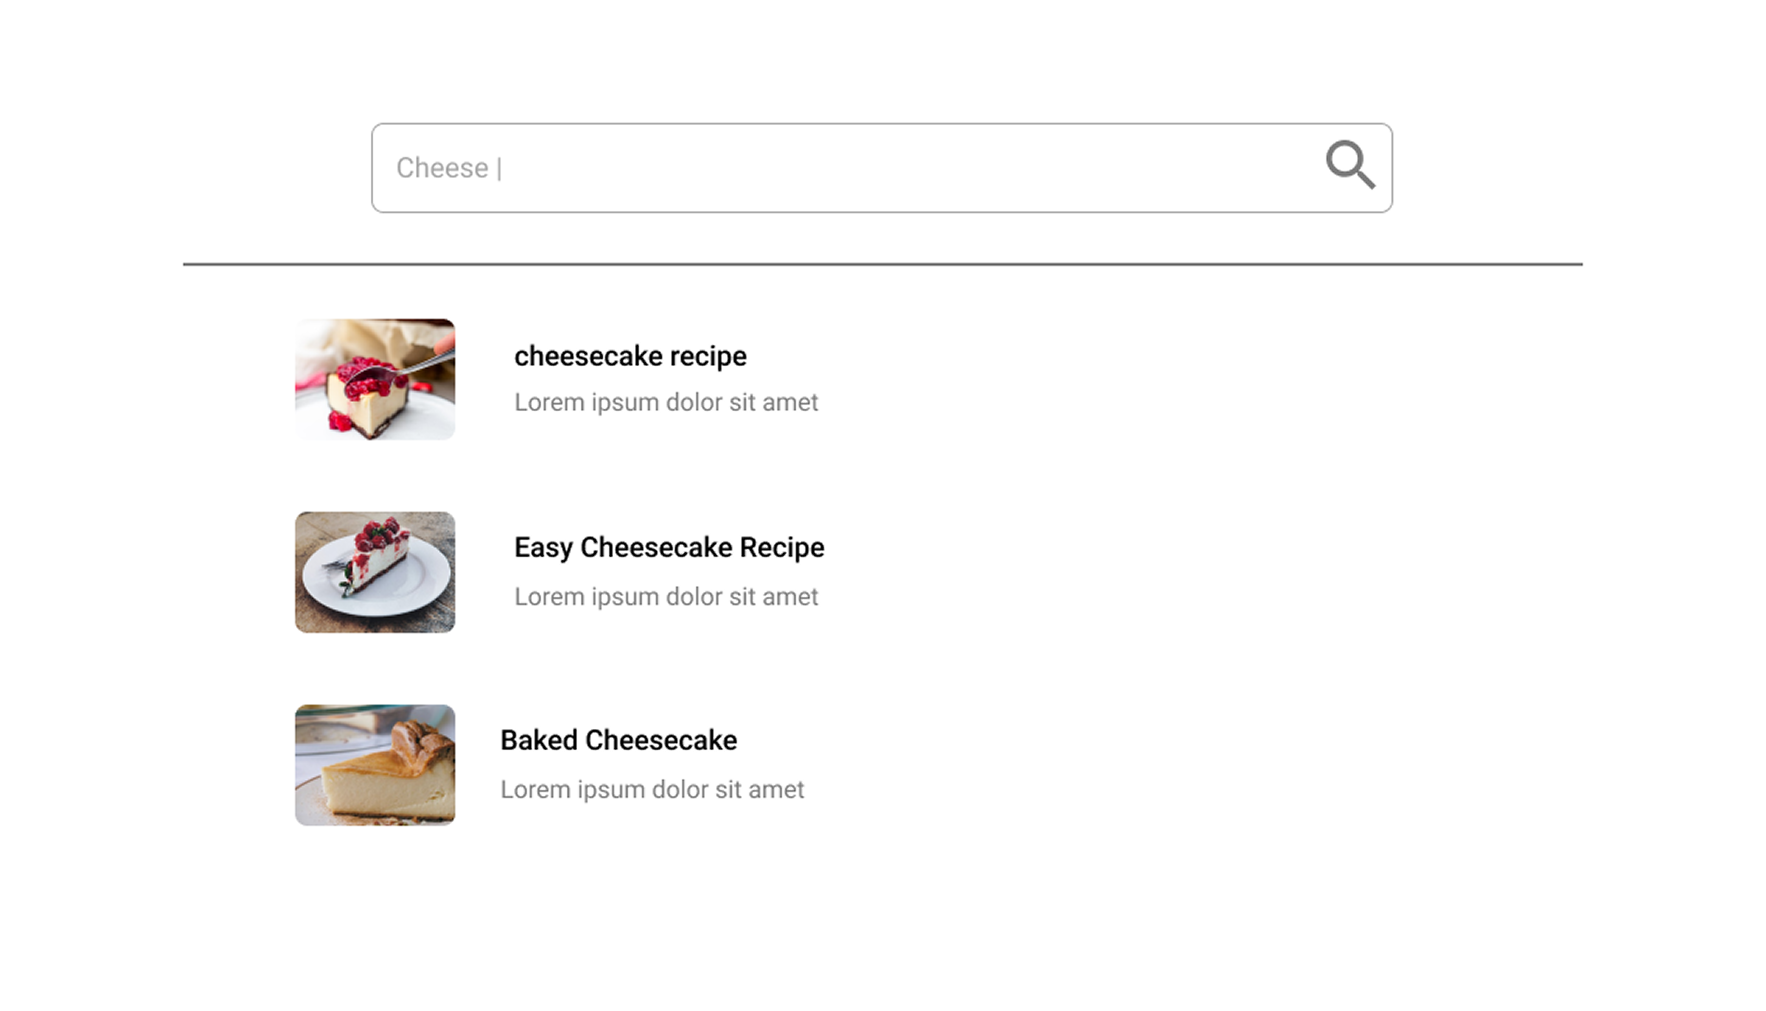 Cheese |
cheesecake recipe
Lorem ipsum dolor sit amet
Easy Cheesecake Recipe
Lorem ipsum dolor sit amet
Baked Cheesecake
Lorem ipsum dolor sit amet